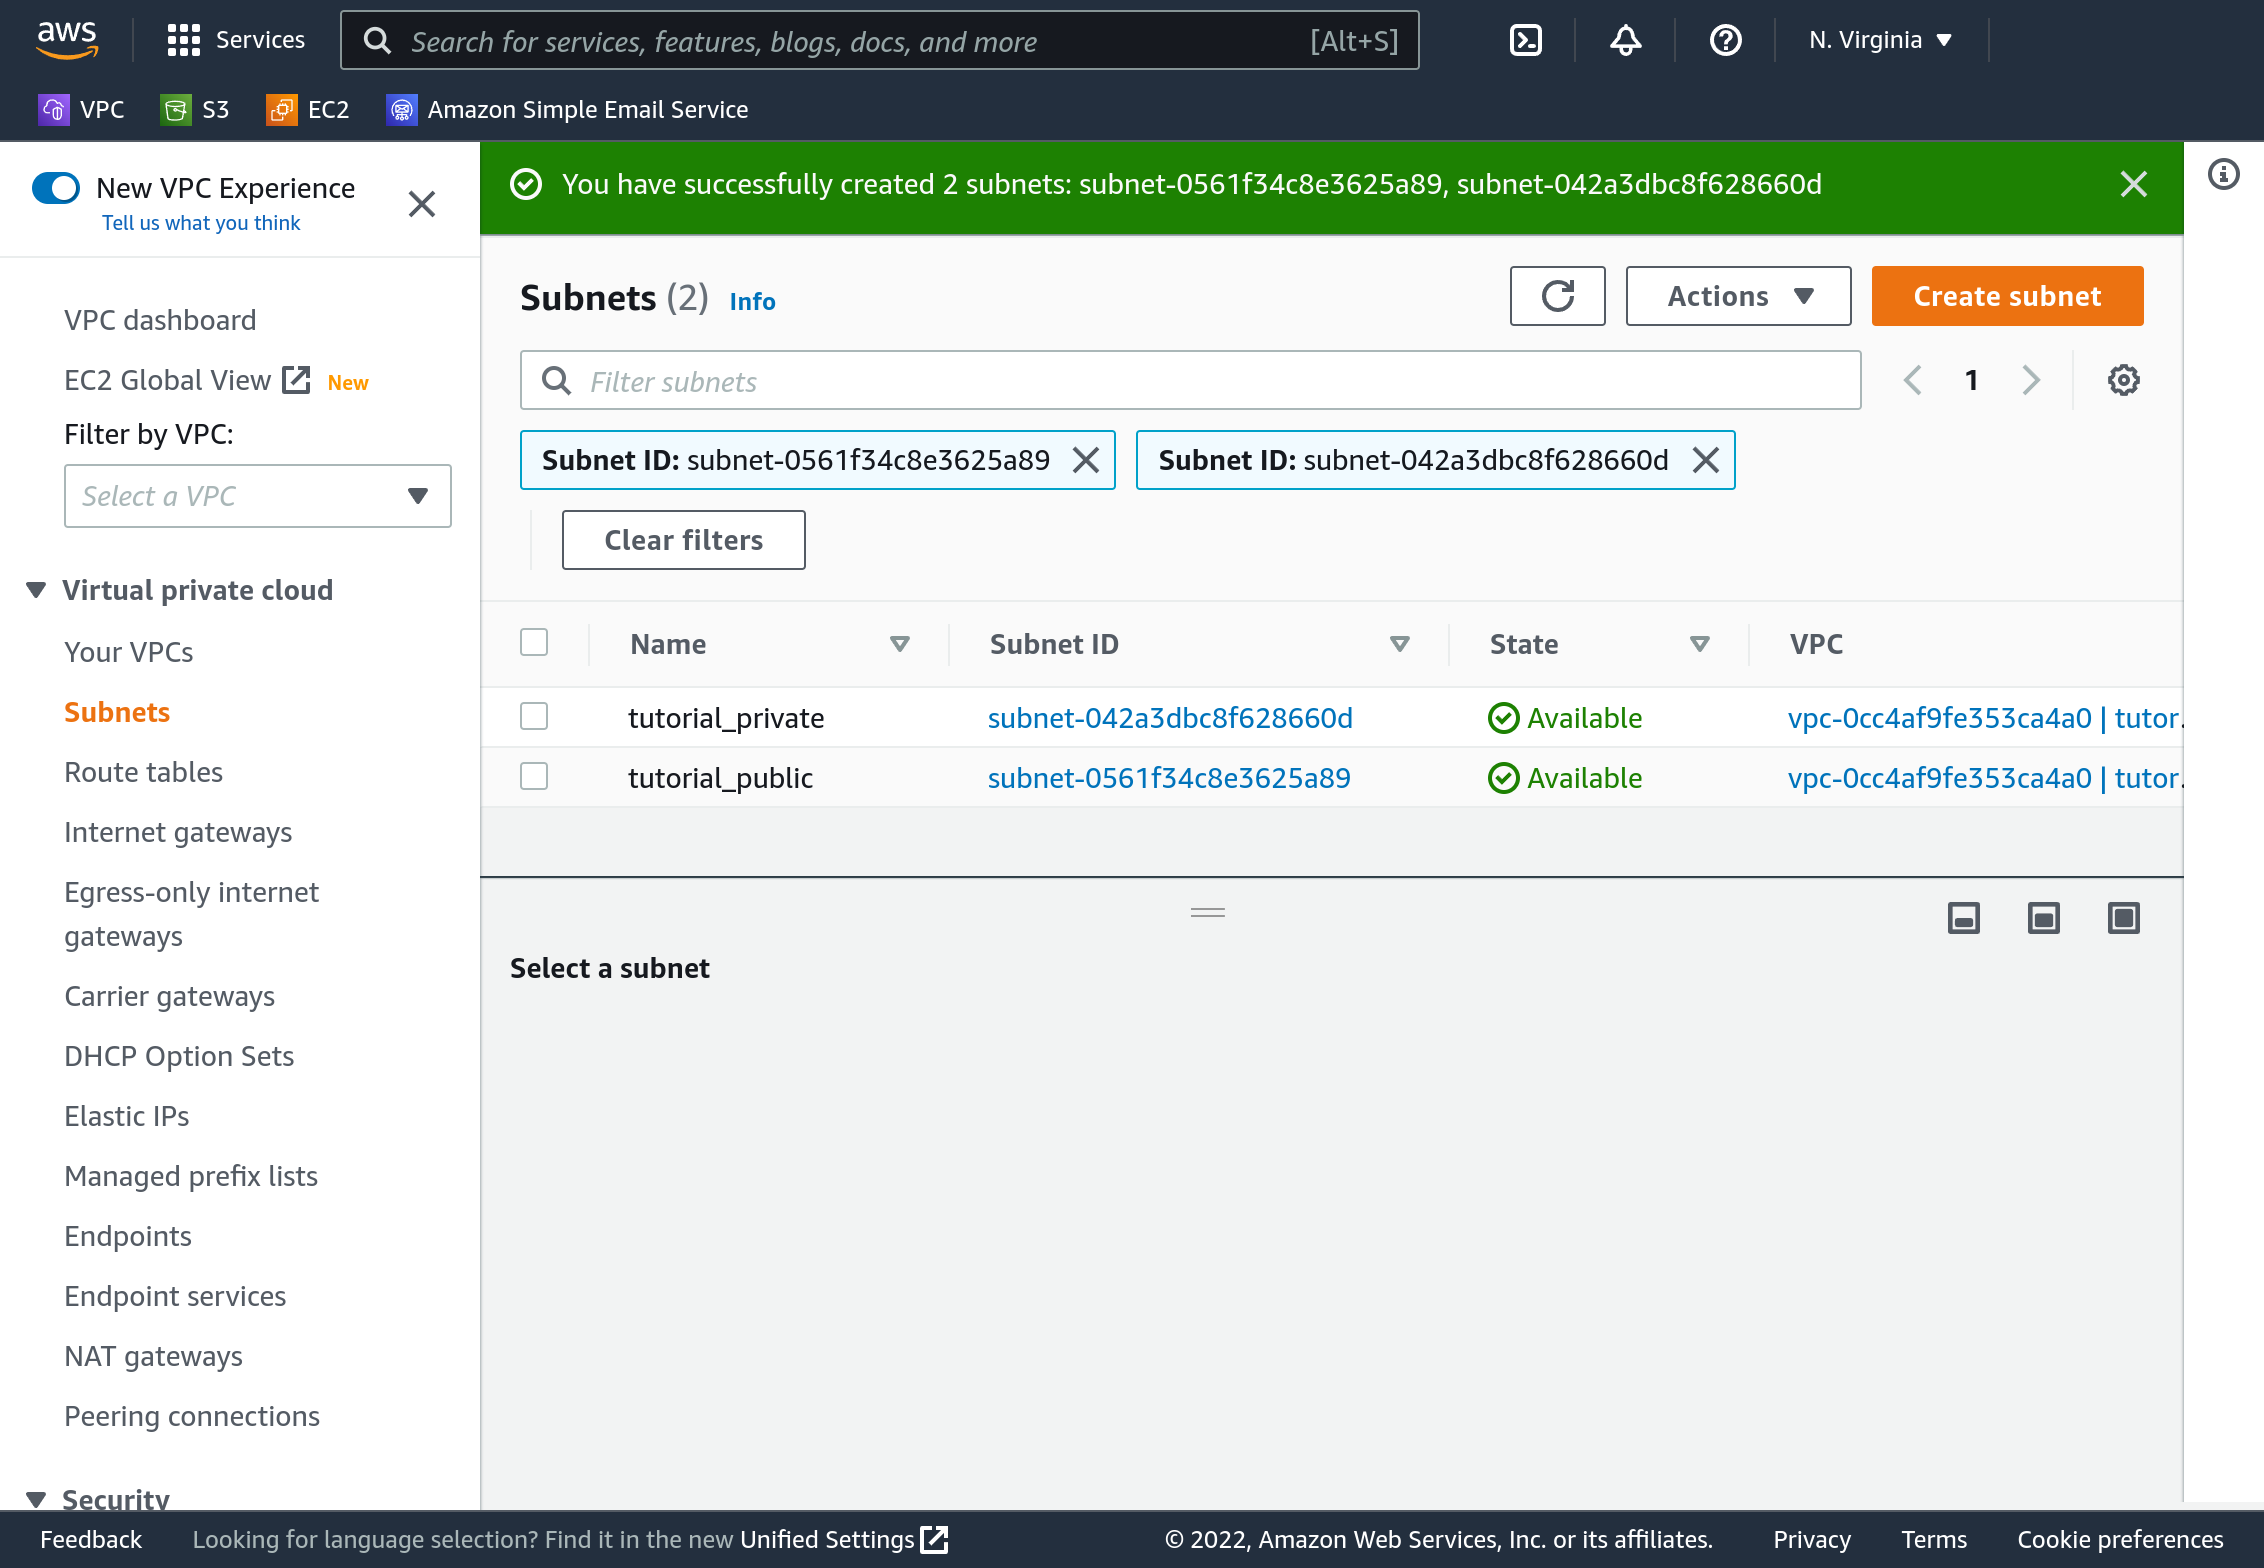 aws
Services
Search for services, features, blogs, docs, and more [Alt+S]
N. Virginia
VPC
S3
EC2
Amazon Simple Email Service
New VPC Experience
Tell us what you think
You have successfully created 2 subnets: subnet-0561f34c8e3625a89, subnet-042a3dbc8f628660d
VPC dashboard
EC2 Global View New
Filter by VPC:
Select a VPC
Virtual private cloud
Your VPCs
Subnets
Route tables
Internet gateways
Egress-only internet
gateways
Carrier gateways
DHCP Option Sets
Elastic IPs
Managed prefix lists
Endpoints
Endpoint services
NAT gateways
Peering connections
Security
Subnets (2) Info
Actions
Create subnet
Filter subnets
1
Subnet ID: subnet-0561f34c8e3625a89
Subnet ID: subnet-042a3dbc8f628660d
Clear filters
Name Subnet ID State VPC
tutorial_private subnet-042a3dbc8f628660d Available vpc-0cc4af9fe353ca4a0 | tutor.
tutorial_public subnet-0561f34c8e3625a89 Available vpc-0cc4af9fe353ca4a0 | tutor.
Select a subnet
Feedback Looking for language selection? Find it in the new Unified Settings © 2022, Amazon Web Services, Inc. or its affiliates. Privacy Terms Cookie preferences